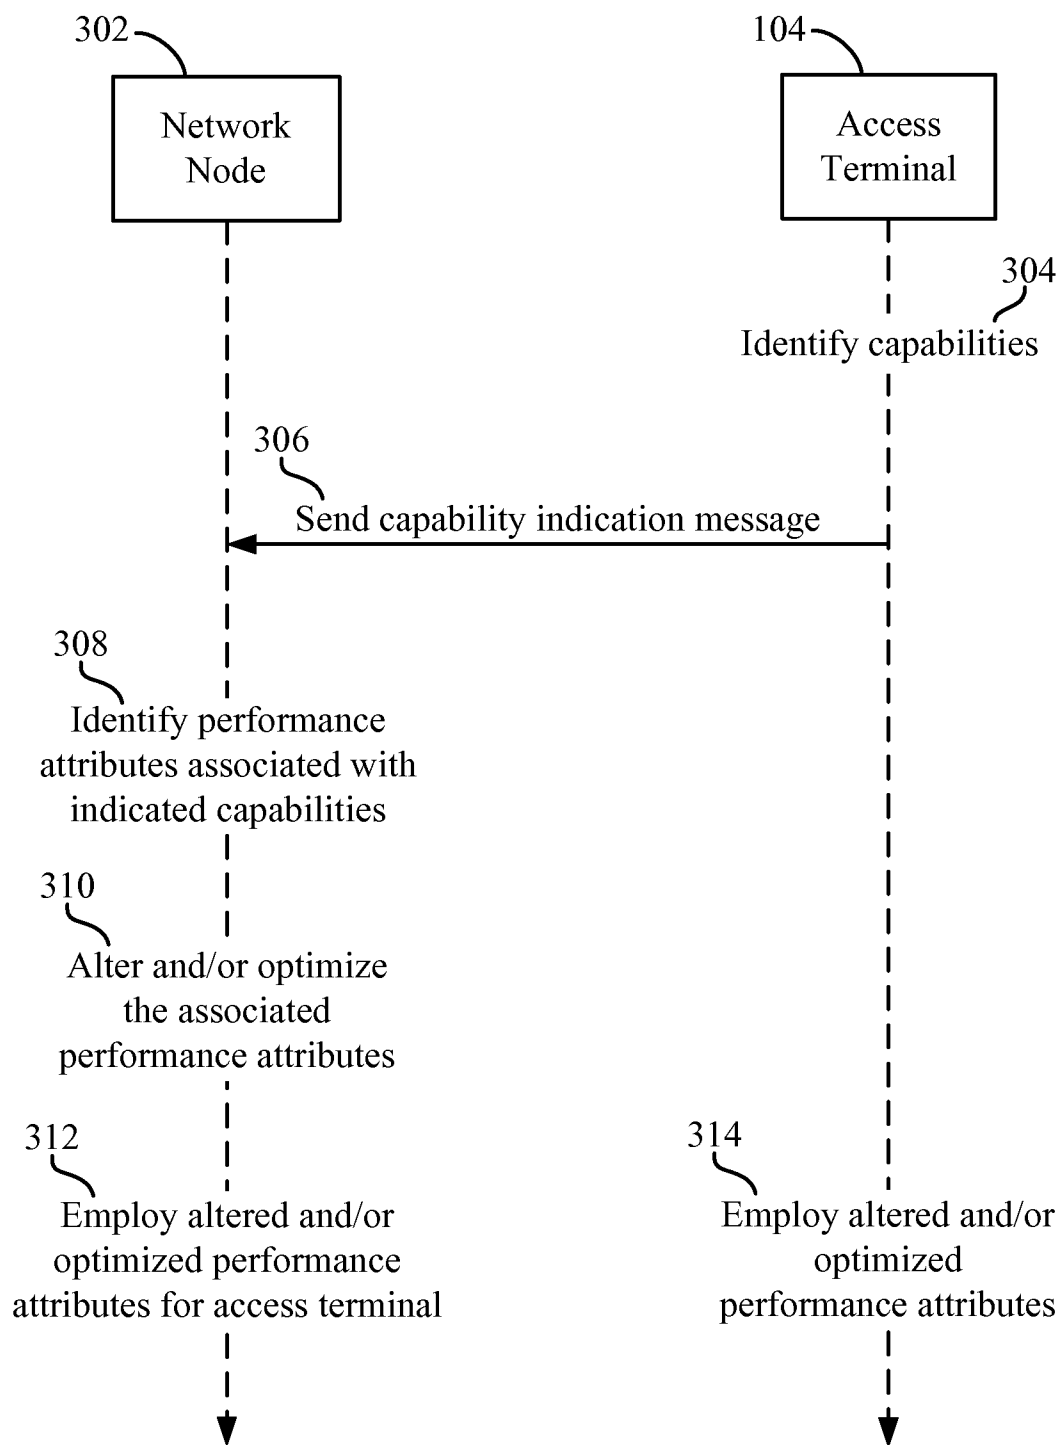 302
104
Network
Node
Access
Terminal
304
Identify capabilities
306
Send capability indication message
308
Identify performance
attributes associated with
indicated capabilities
310
Alter and/or optimize
the associated
performance attributes
312
Employ altered and/or
optimized performance
attributes for access terminal
314
Employ altered and/or
optimized
performance attributes